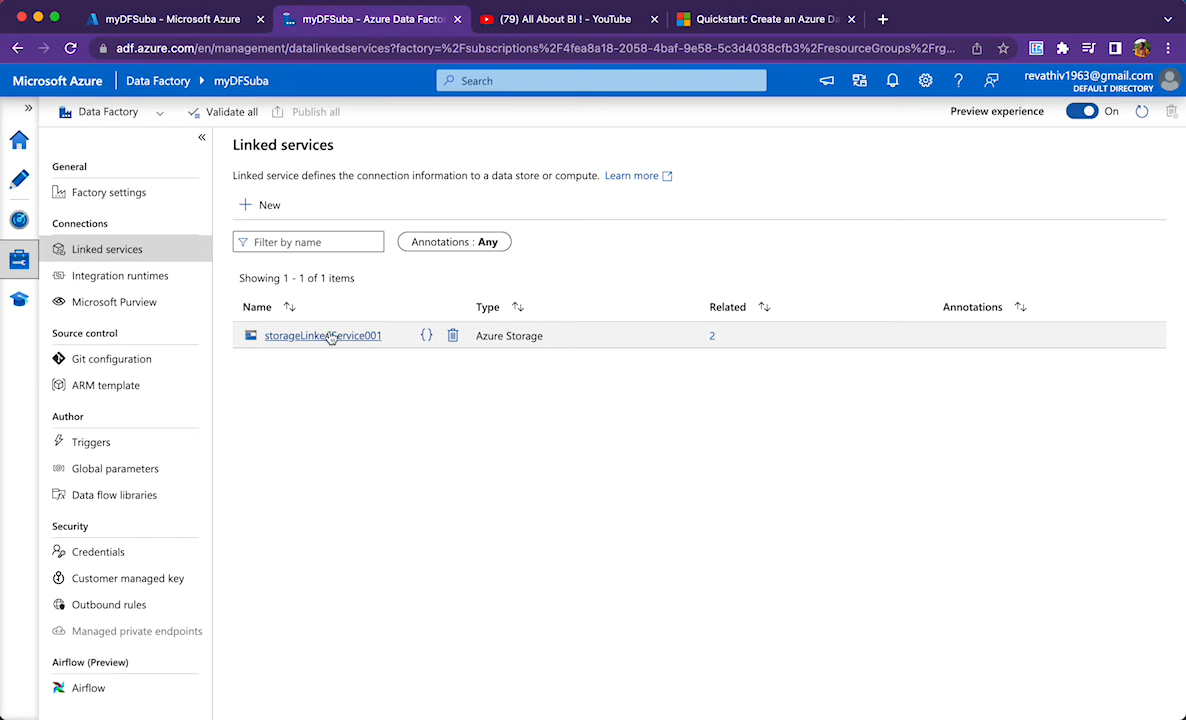 myDFSuba - Microsoft Azure
myDFSuba - Azure Data Facto
(79) All About BI ! - YouTube
Quickstart: Create an Azure Da
adf.azure.com/en/management/datalinkedservices?factory=%2Fsubscriptions%2F4fea8a18-2058-4baf-9e58-5c3d4038cfb3%2FresourceGroups%2Frg...
Microsoft Azure
Data Factory
myDFSuba
Search
revathiv1963@gmail.com
DEFAULT DIRECTORY
Data Factory
Validate all
Publish all
Preview experience
On
General
Factory settings
Connections
Linked services
Integration runtimes
Microsoft Purview
Source control
Git configuration
ARM template
Author
Triggers
Global parameters
Data flow libraries
Security
Credentials
Customer managed key
Outbound rules
Managed private endpoints
Airflow (Preview)
Airflow
Linked services
Linked service defines the connection information to a data store or compute. Learn more
New
Filter by name
Annotations : Any
Showing 1 - 1 of 1 items
Name
Type
Related
Annotations
storageLinkedService001
{}
Azure Storage
2